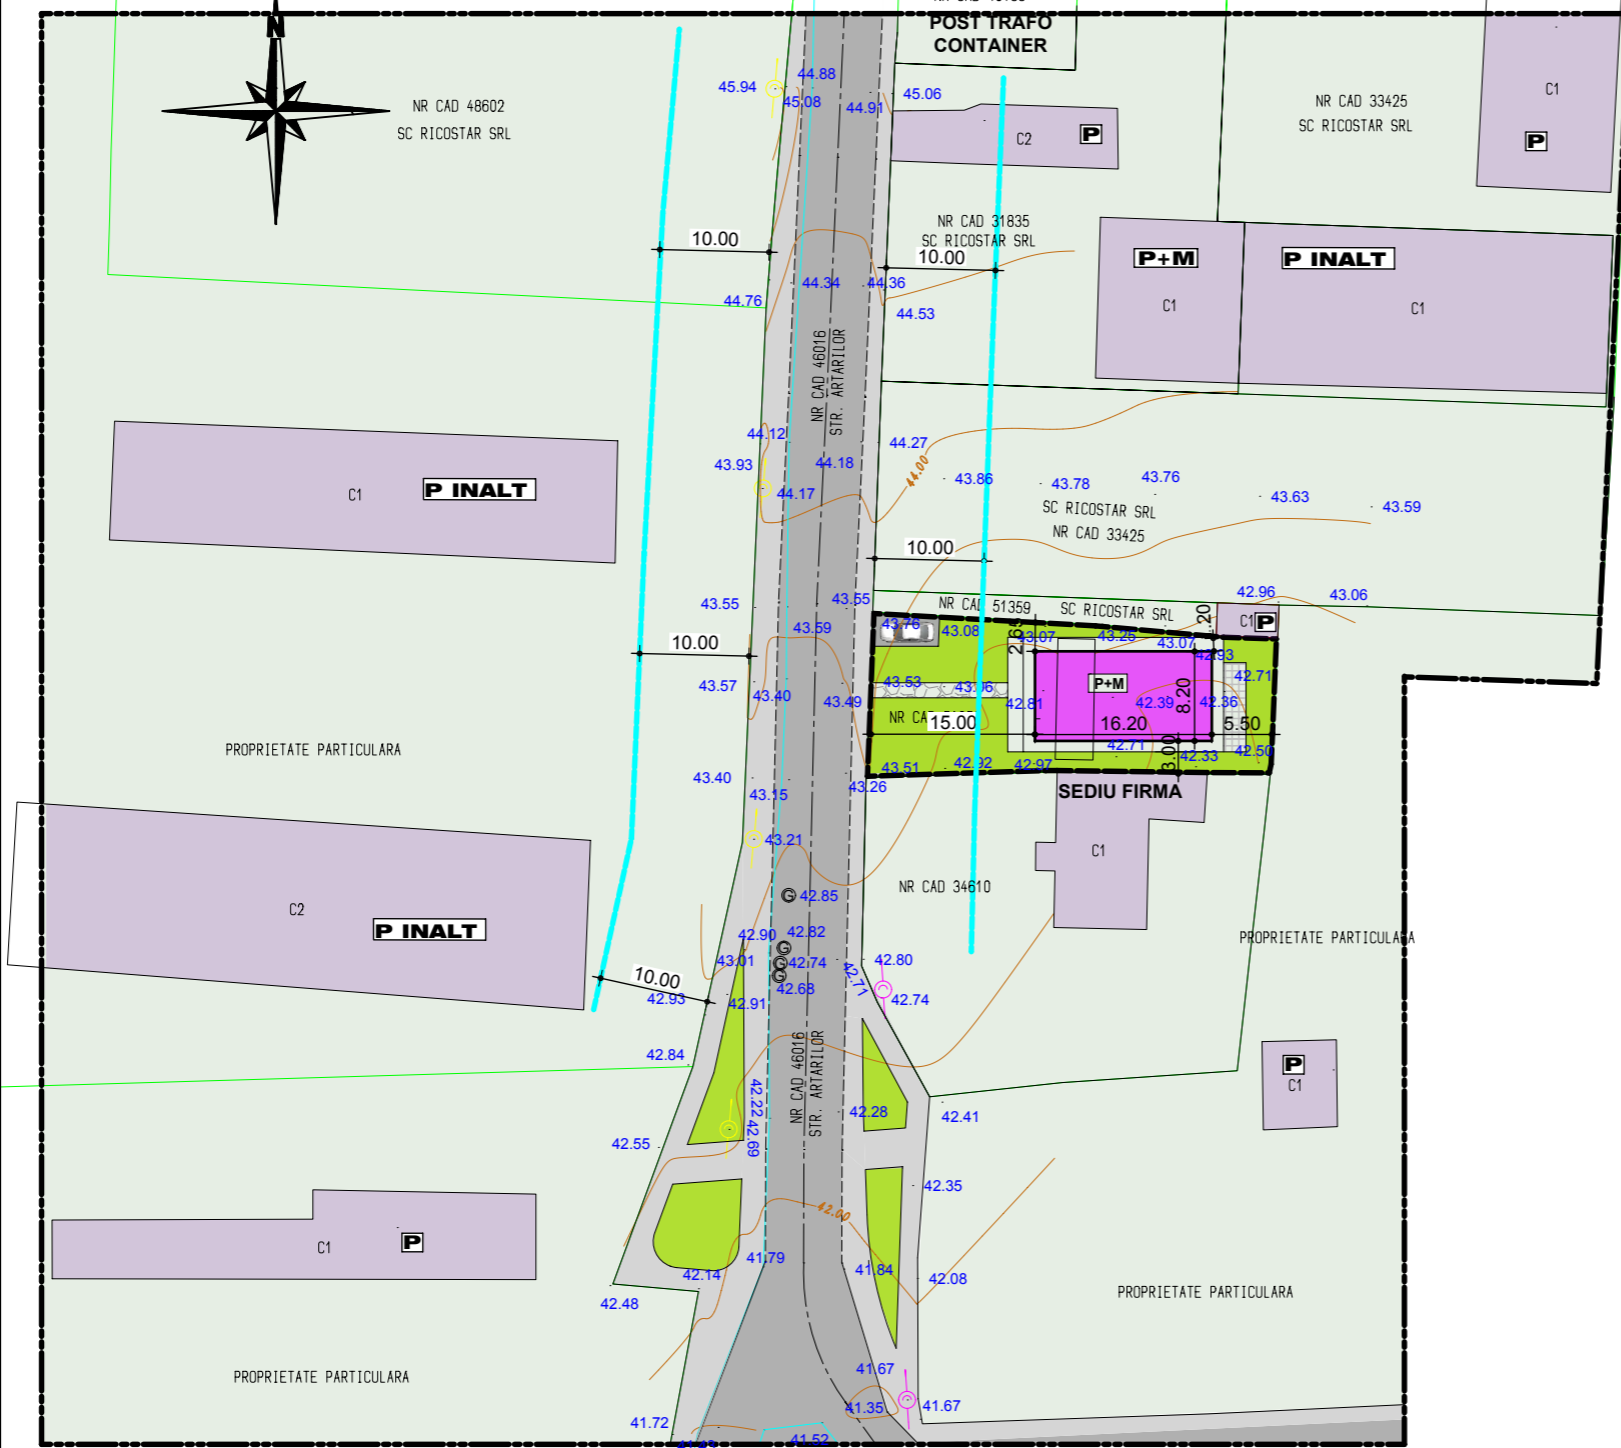 N
POST TRAFO
CONTAINER
44.88
45.94
45.08
44.91
45.06
NR CAD 48602
SC RICOSTAR SRL
C2
P
NR CAD 33425
SC RICOSTAR SRL
C1
P
NR CAD 31835
SC RICOSTAR SRL
10.00
10.00
P+M
P INALT
C1
C1
44.34
44.36
44.76
44.53
NR CAD 46016
STR. ARTARILOR
44.12
44.27
43.93
44.18
44.00
44.17
43.86
43.78
43.76
43.63
43.59
SC RICOSTAR SRL
NR CAD 33425
C1
P INALT
10.00
43.55
43.55
43.59
NR CAD 51359
SC RICOSTAR SRL
42.96
43.06
C1
P
.20
2.65
43.76
43.08
43.07
43.26
43.07
42.93
10.00
43.57
43.40
43.49
43.53
43.06
42.81
P+M
42.39
8.20
42.36
42.71
15.00
16.20
5.50
42.71
42.33
42.50
3.00
43.51
42.92
42.97
PROPRIETATE PARTICULARA
43.40
43.15
43.26
SEDIU FIRMA
43.21
C1
42.85
NR CAD 34610
C2
P INALT
42.90
42.82
PROPRIETATE PARTICULARA
43.01
42.74
42.80
42.68
42.71
42.74
10.00
42.93
42.91
G
G
G
G
NR CAD 46016
STR. ARTARILOR
42.84
P
C1
42.22
42.69
42.28
42.41
42.55
42.35
42.00
C1
P
41.79
42.14
41.84
42.08
42.48
PROPRIETATE PARTICULARA
PROPRIETATE PARTICULARA
41.67
41.35
41.67
41.72
41.52